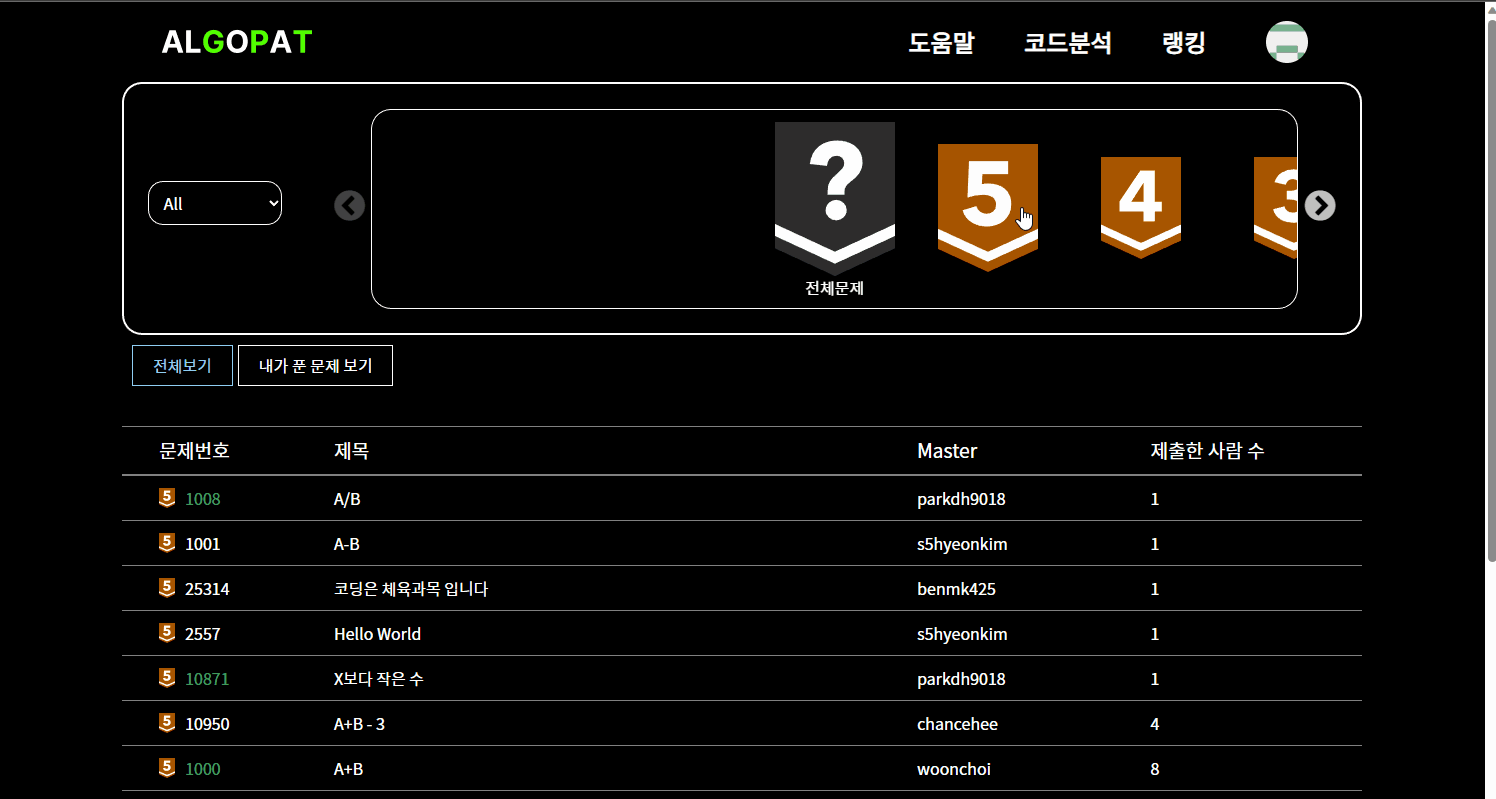 ALGOPAT 도움말 코드분석 랭킹
All ? 5 4 3
전체문제
전체보기 내가 푼 문제 보기
문제번호 제목 Master 제출한 사람 수
5 1008 A/B parkdh9018 1
5 1001 A-B s5hyeonkim 1
5 25314 코딩은 체육과목 입니다 benmk425 1
5 2557 Hello World s5hyeonkim 1
5 10871 X보다 작은 수 parkdh9018 1
5 10950 A+B - 3 chancehee 4
5 1000 A+B woonchoi 8